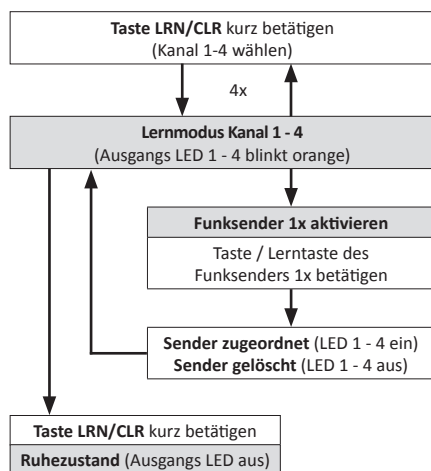 Taste LRN/CLR kurz betätigen
(Kanal 1-4 wählen)
4x
Lernmodus Kanal 1 - 4
(Ausgangs LED 1 - 4 blinkt orange)
Funksender 1x aktivieren
Taste / Lerntaste des
Funksenders 1x betätigen
Sender zugeordnet (LED 1 - 4 ein)
Sender gelöscht (LED 1 - 4 aus)
Taste LRN/CLR kurz betätigen
Ruhezustand (Ausgangs LED aus)